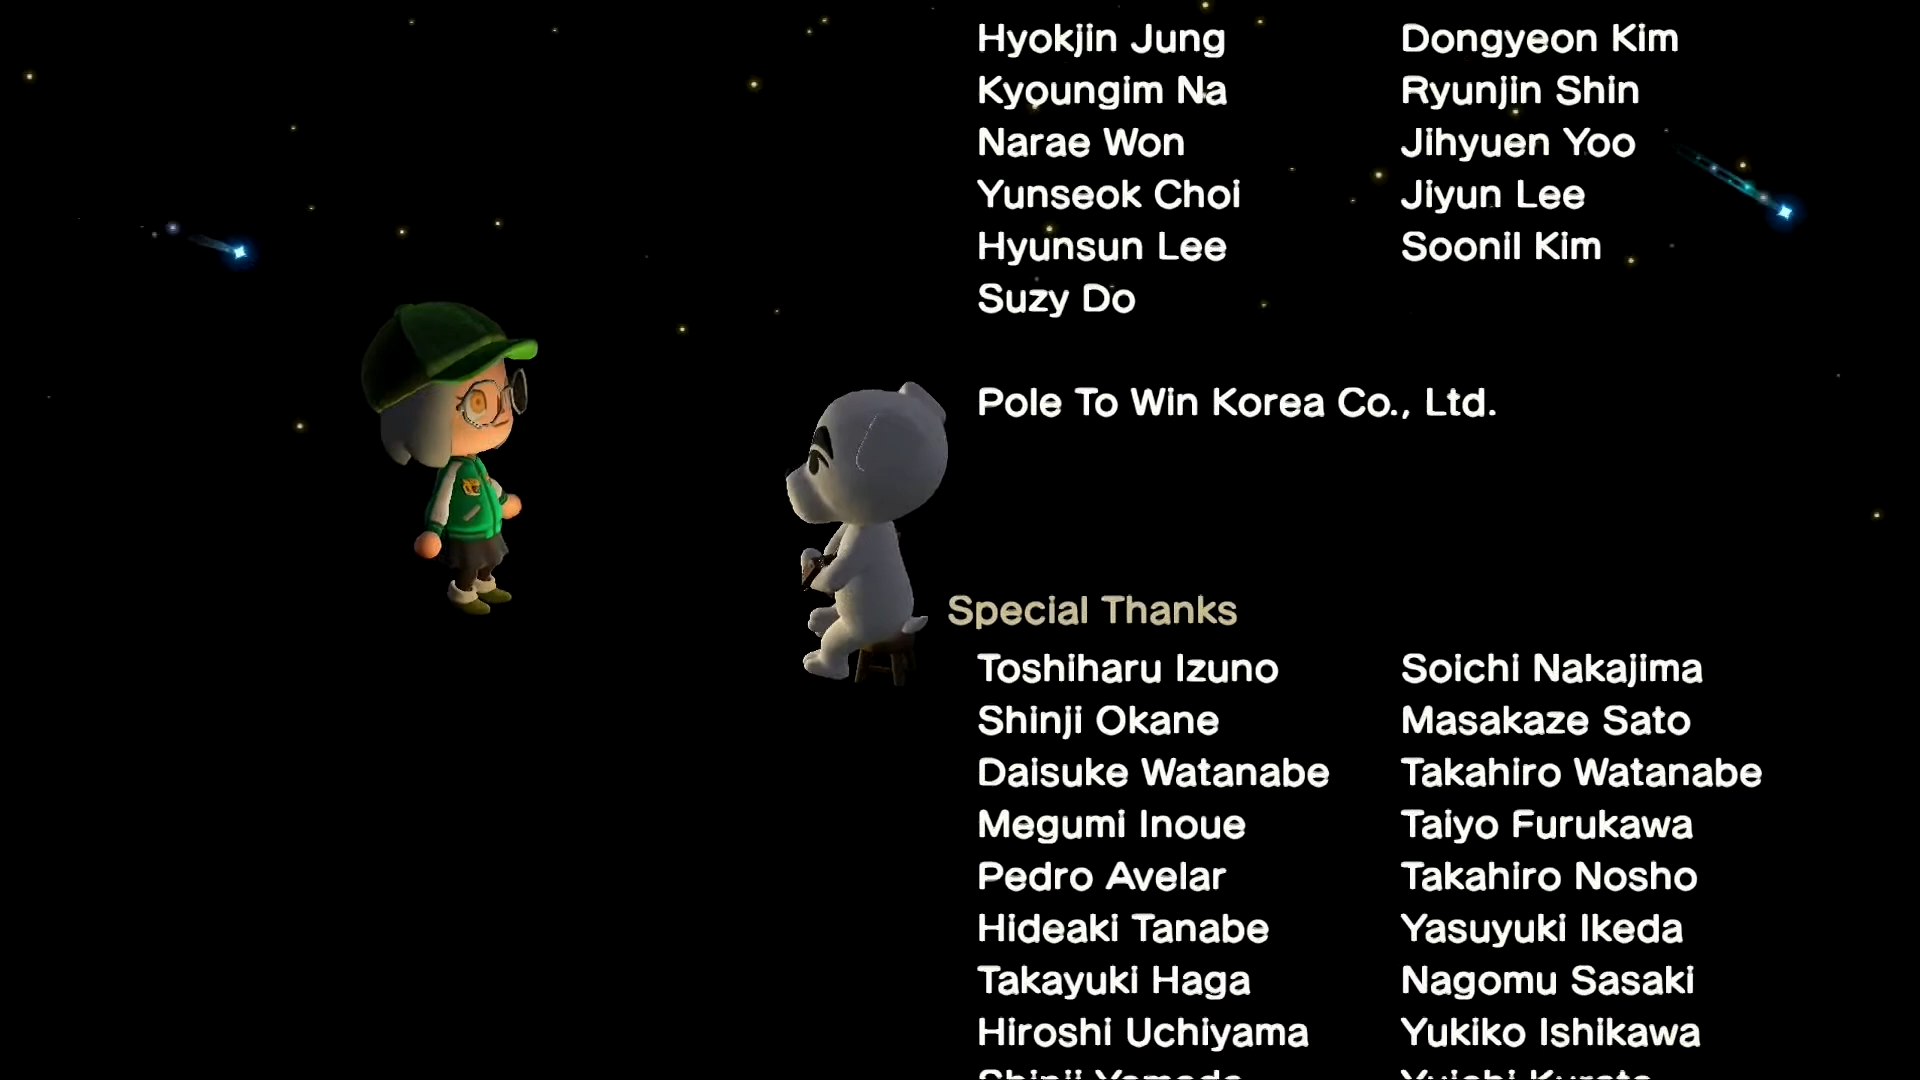 Hyokjin Jung Dongyeon Kim
Kyoungim Na Ryunjin Shin
Narae Won Jihyuen Yoo
Yunseok Choi Jiyun Lee
Hyunsun Lee Soonil Kim
Suzy Do
Pole To Win Korea Co., Ltd.
Special Thanks
Toshiharu Izuno Soichi Nakajima
Shinji Okane Masakaze Sato
Daisuke Watanabe Takahiro Watanabe
Megumi Inoue Taiyo Furukawa
Pedro Avelar Takahiro Nosho
Hideaki Tanabe Yasuyuki Ikeda
Takayuki Haga Nagomu Sasaki
Hiroshi Uchiyama Yukiko Ishikawa